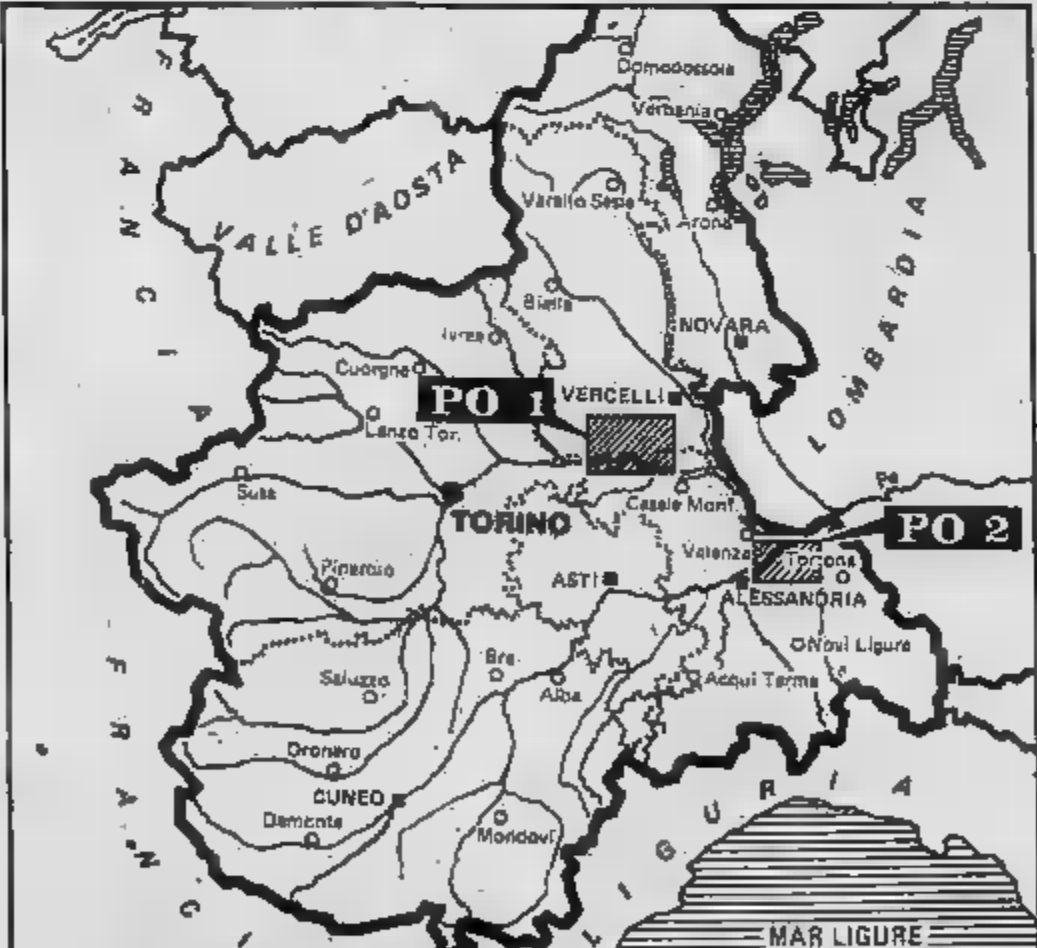 FRANCIA
VALLE D'AOSTA
Domodossola
Verbania
Varallo Sesia
Arona
LOMBARDIA
Biella
Ivrea
NOVARA
Cuorgnè
PO 1
VERCELLI
Lanzo Tor.
Susa
TORINO
Casale Monf.
Po
PO 2
Valenza
Tortona
Pinerolo
ASTI
ALESSANDRIA
Novi Ligure
Bra
Saluzzo
Alba
Acqui Terme
Dronero
CUNEO
Demonte
Mondovì
FRANCI
LIGURIA
MAR LIGURE